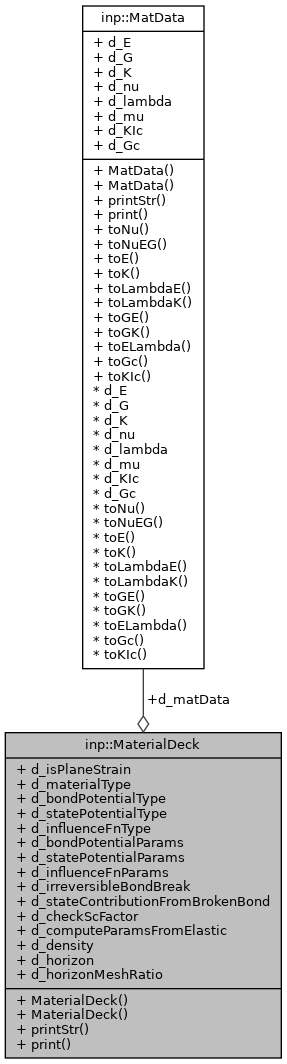 inp::MatData
+ d_E
+ d_G
+ d_K
+ d_nu
+ d_lambda
+ d_mu
+ d_KIc
+ d_Gc
+ MatData()
+ MatData()
+ printStr()
+ print()
+ toNu()
+ toNuEG()
+ toE()
+ toK()
+ toLambdaE()
+ toLambdaK()
+ toGE()
+ toGK()
+ toELambda()
+ toGc()
+ toKIc()
* d_E
* d_G
* d_K
* d_nu
* d_lambda
* d_mu
* d_KIc
* d_Gc
* toNu()
* toNuEG()
* toE()
* toK()
* toLambdaE()
* toLambdaK()
* toGE()
* toGK()
* toELambda()
* toGc()
* toKIc()
+d_matData
inp::MaterialDeck
+ d_isPlaneStrain
+ d_materialType
+ d_bondPotentialType
+ d_statePotentialType
+ d_influenceFnType
+ d_bondPotentialParams
+ d_statePotentialParams
+ d_influenceFnParams
+ d_irreversibleBondBreak
+ d_stateContributionFromBrokenBond
+ d_checkScFactor
+ d_computeParamsFromElastic
+ d_density
+ d_horizon
+ d_horizonMeshRatio
+ MaterialDeck()
+ MaterialDeck()
+ printStr()
+ print()